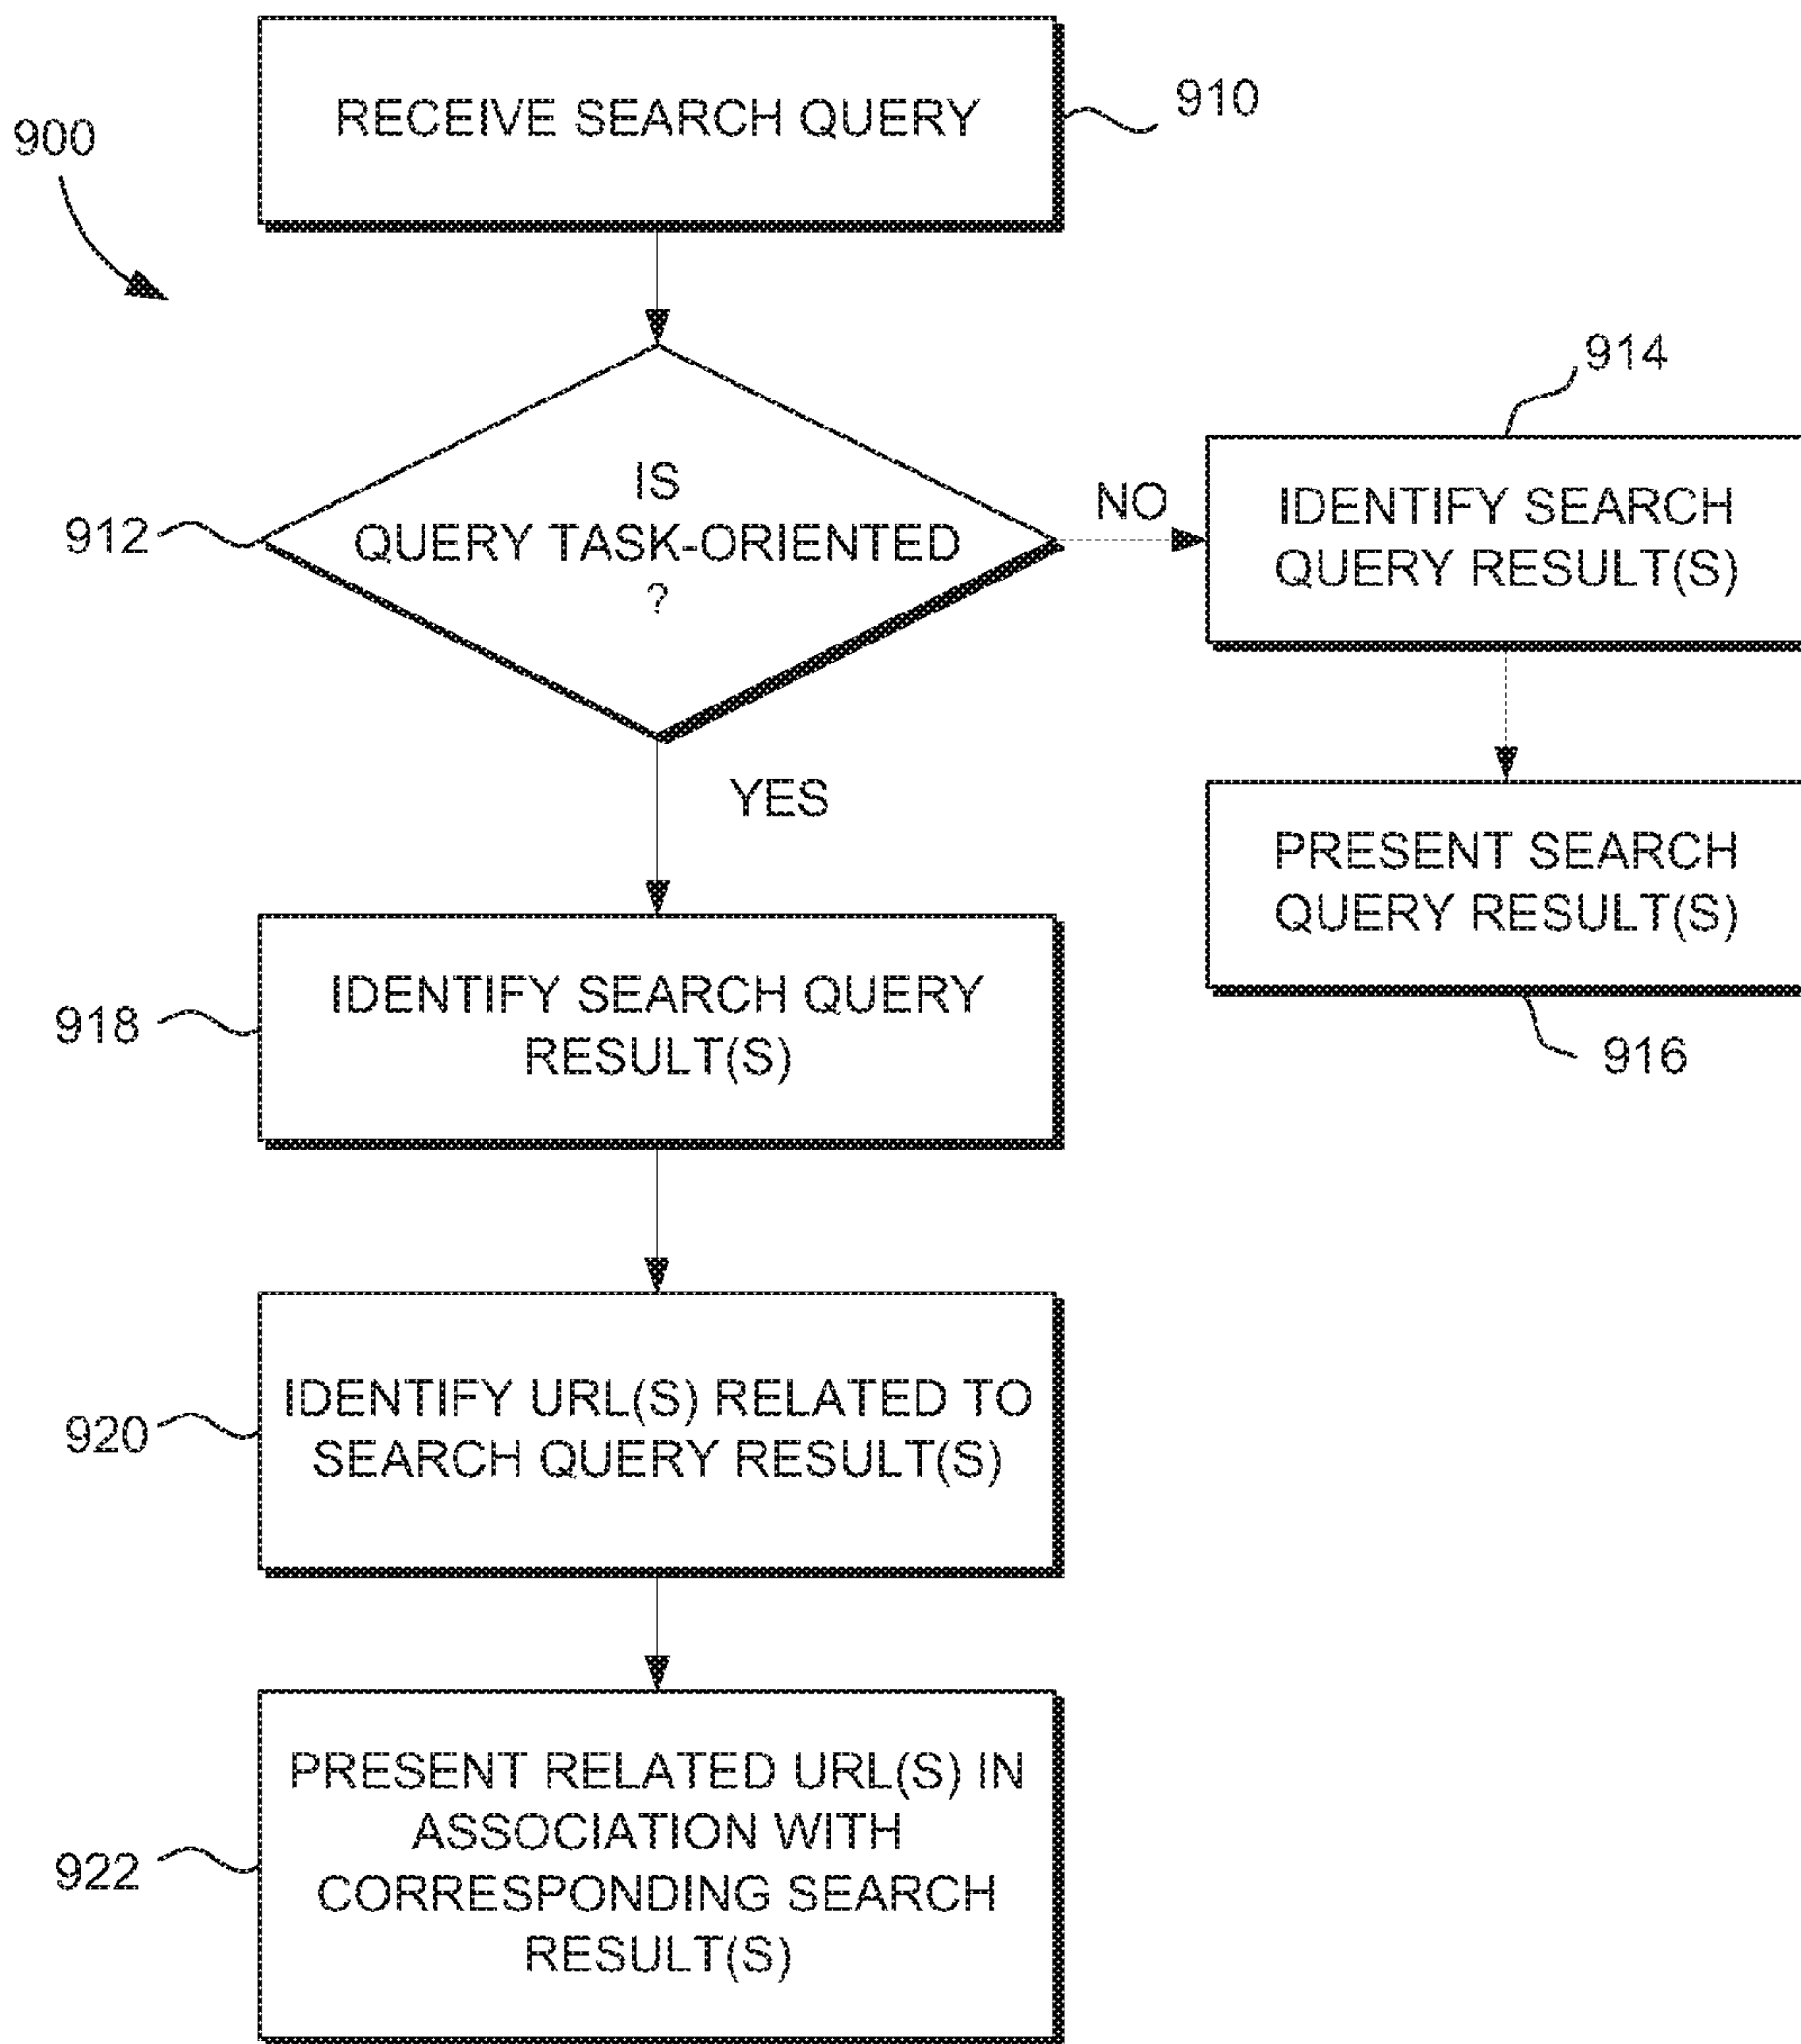 RECEIVE SEARCH QUERY
910
900
IS
QUERY TASK-ORIENTED
?
912
NO
914
IDENTIFY SEARCH
QUERY RESULT(S)
YES
PRESENT SEARCH
QUERY RESULT(S)
916
IDENTIFY SEARCH QUERY
RESULT(S)
918
IDENTIFY URL(S) RELATED TO
SEARCH QUERY RESULT(S)
920
PRESENT RELATED URL(S) IN
ASSOCIATION WITH
CORRESPONDING SEARCH
RESULT(S)
922